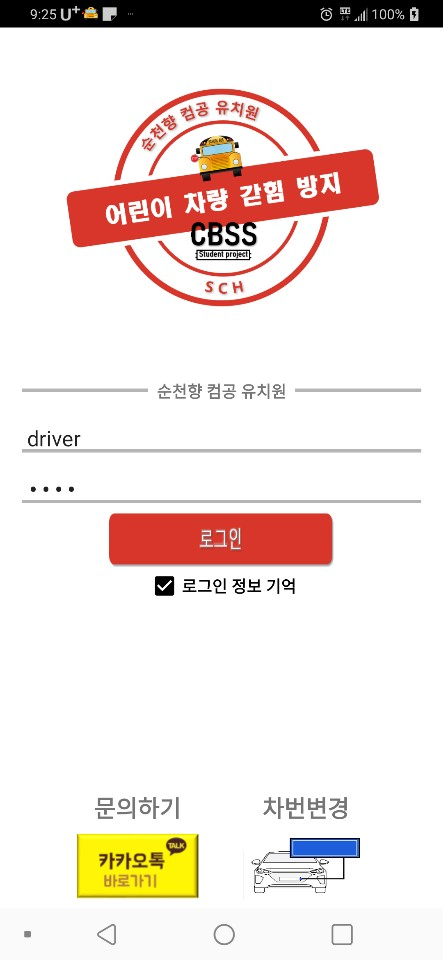 9:25 U+ ... LTE 100%
순천향 컴공 유치원
어린이 차량 갇힘 방지
CBSS
Student project
SCH
순천향 컴공 유치원
driver
••••
로그인
로그인 정보 기억
문의하기 차번변경
TALK
카카오톡
바로가기